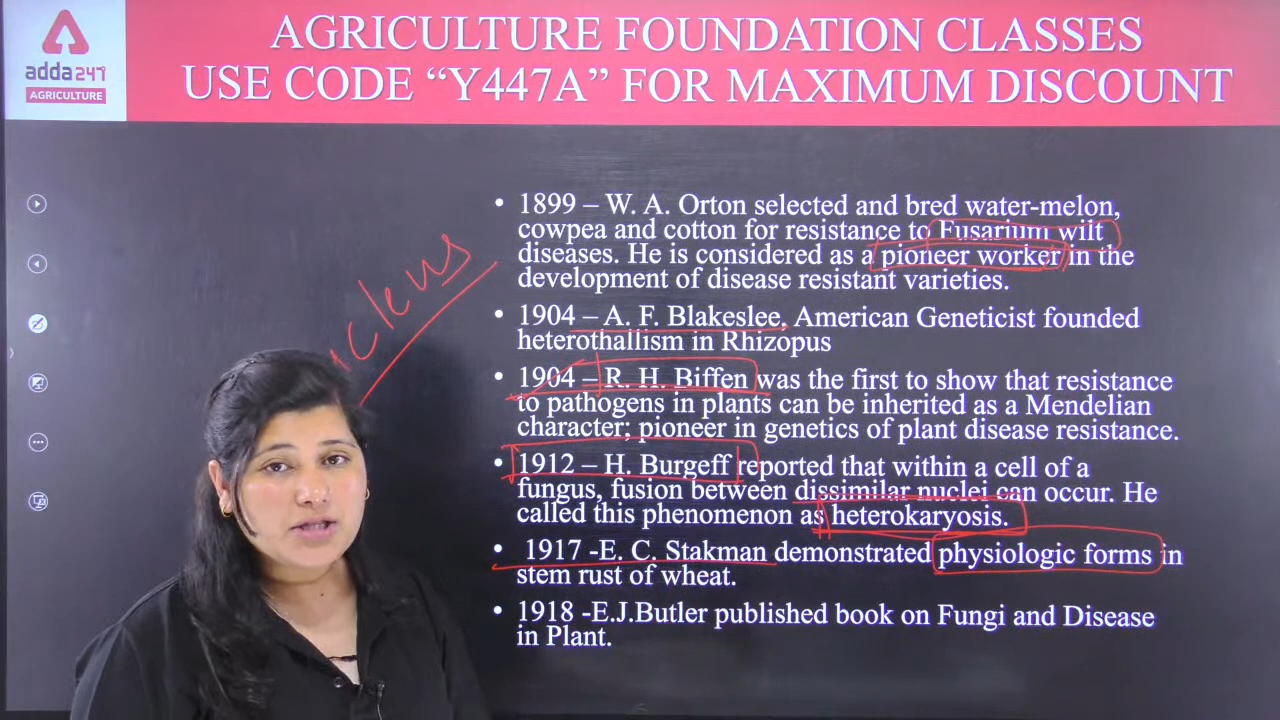 adda247
AGRICULTURE
AGRICULTURE FOUNDATION CLASSES
USE CODE “Y447A” FOR MAXIMUM DISCOUNT
• 1899 – W. A. Orton selected and bred water-melon,
cowpea and cotton for resistance to Fusarium wilt
diseases. He is considered as a pioneer worker in the
development of disease resistant varieties.
• 1904 – A. F. Blakeslee, American Geneticist founded
heterothallism in Rhizopus
• 1904 – R. H. Biffen was the first to show that resistance
to pathogens in plants can be inherited as a Mendelian
character; pioneer in genetics of plant disease resistance.
• 1912 – H. Burgeff reported that within a cell of a
fungus, fusion between dissimilar nuclei can occur. He
called this phenomenon as heterokaryosis.
• 1917 -E. C. Stakman demonstrated physiologic forms in
stem rust of wheat.
• 1918 -E.J.Butler published book on Fungi and Disease
in Plant.